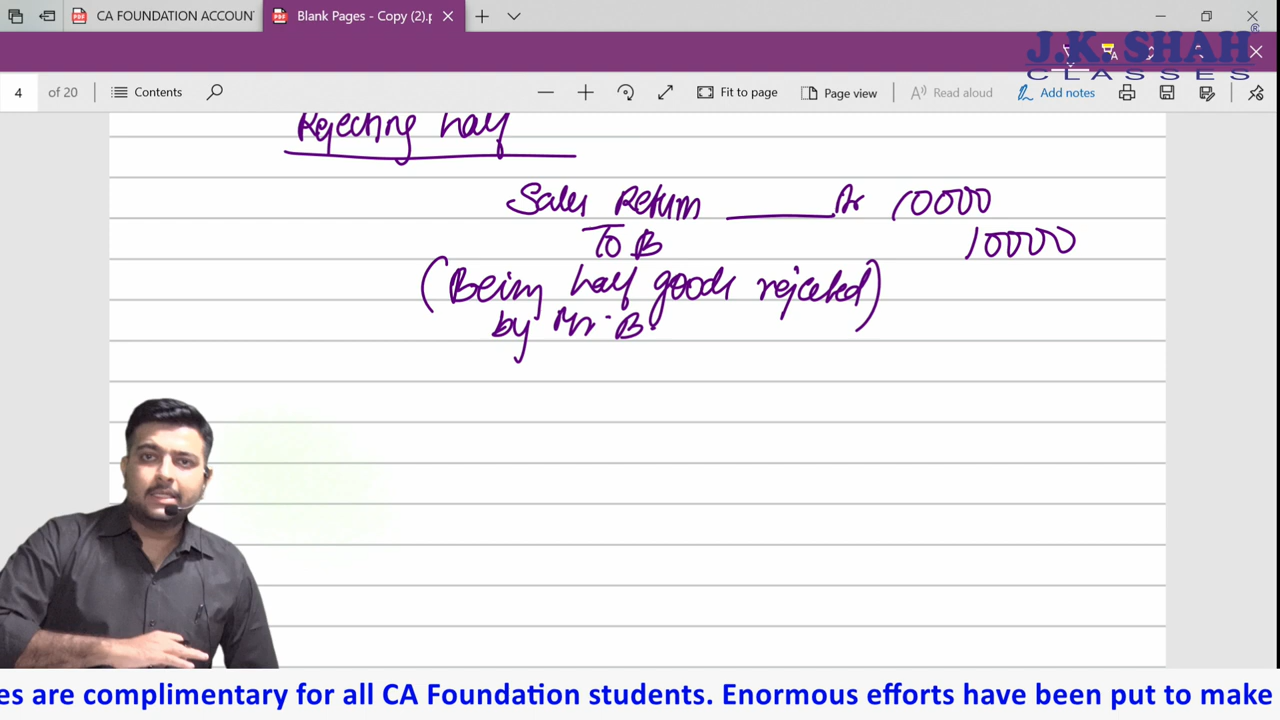 CA FOUNDATION ACCOUN
Blank Pages - Copy (2).p
J.K. SHAH®
CLASSES
4 of 20 Contents Fit to page Page view Read aloud Add notes
Rejecting half
Sales Return Dr 10000
To B 10000
(Being half goods rejected)
by Mr. B.
es are complimentary for all CA Foundation students. Enormous efforts have been put to make